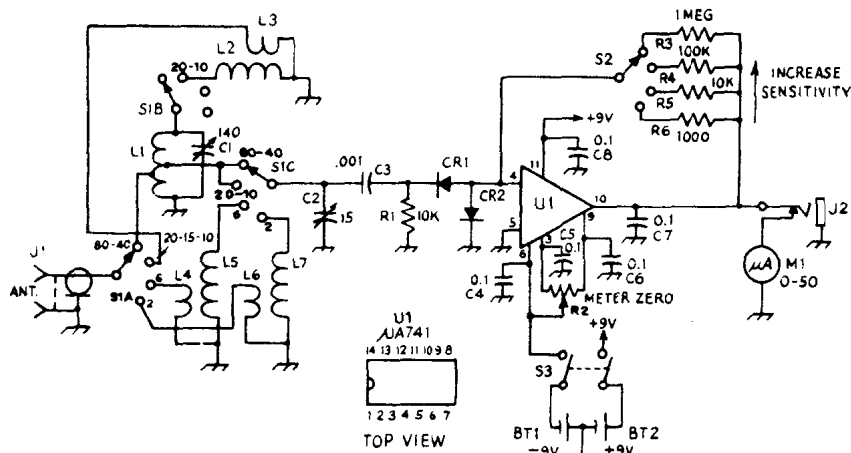 L3
L2
20-10
S1B
L1
140
C1
80-40
S1C
20-10
6
2
.001
C3
C2
15
R1
10K
CR1
CR2
S2
R3
1 MEG
100K
R4
10K
R5
R6
1000
INCREASE
SENSITIVITY
+9V
0.1
C8
11
4
U1
10
9
5
3
6
C5
0.1
0.1
C4
0.1
C6
0.1
C7
METER ZERO
R2
J2
μA
M1
0-50
J1
ANT.
80-40
20-15-10
6
2
S1A
L4
L5
L6
L7
U1
μA741
14 13 12 11 10 9 8
1 2 3 4 5 6 7
TOP VIEW
S3
+9V
BT1
BT2
-9V
+9V